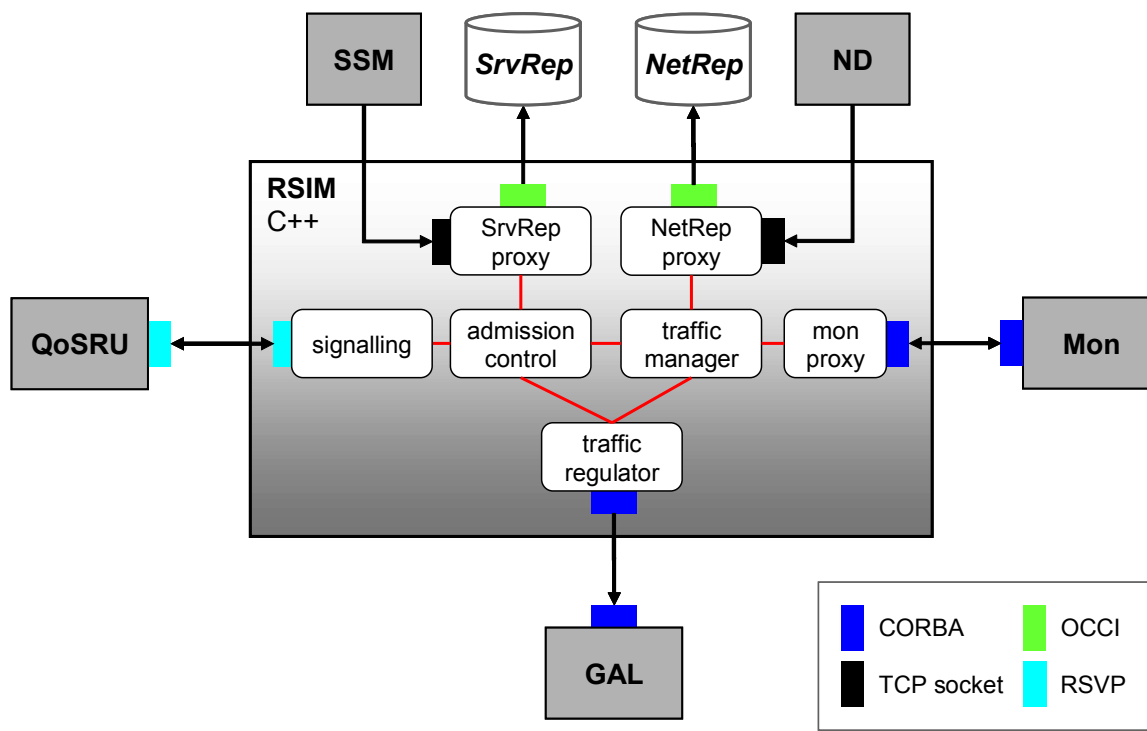 SSM
SrvRep
NetRep
ND
RSIM
C++
SrvRep
proxy
NetRep
proxy
QoSRU
signalling
admission
control
traffic
manager
mon
proxy
Mon
traffic
regulator
GAL
CORBA
OCCI
TCP socket
RSVP